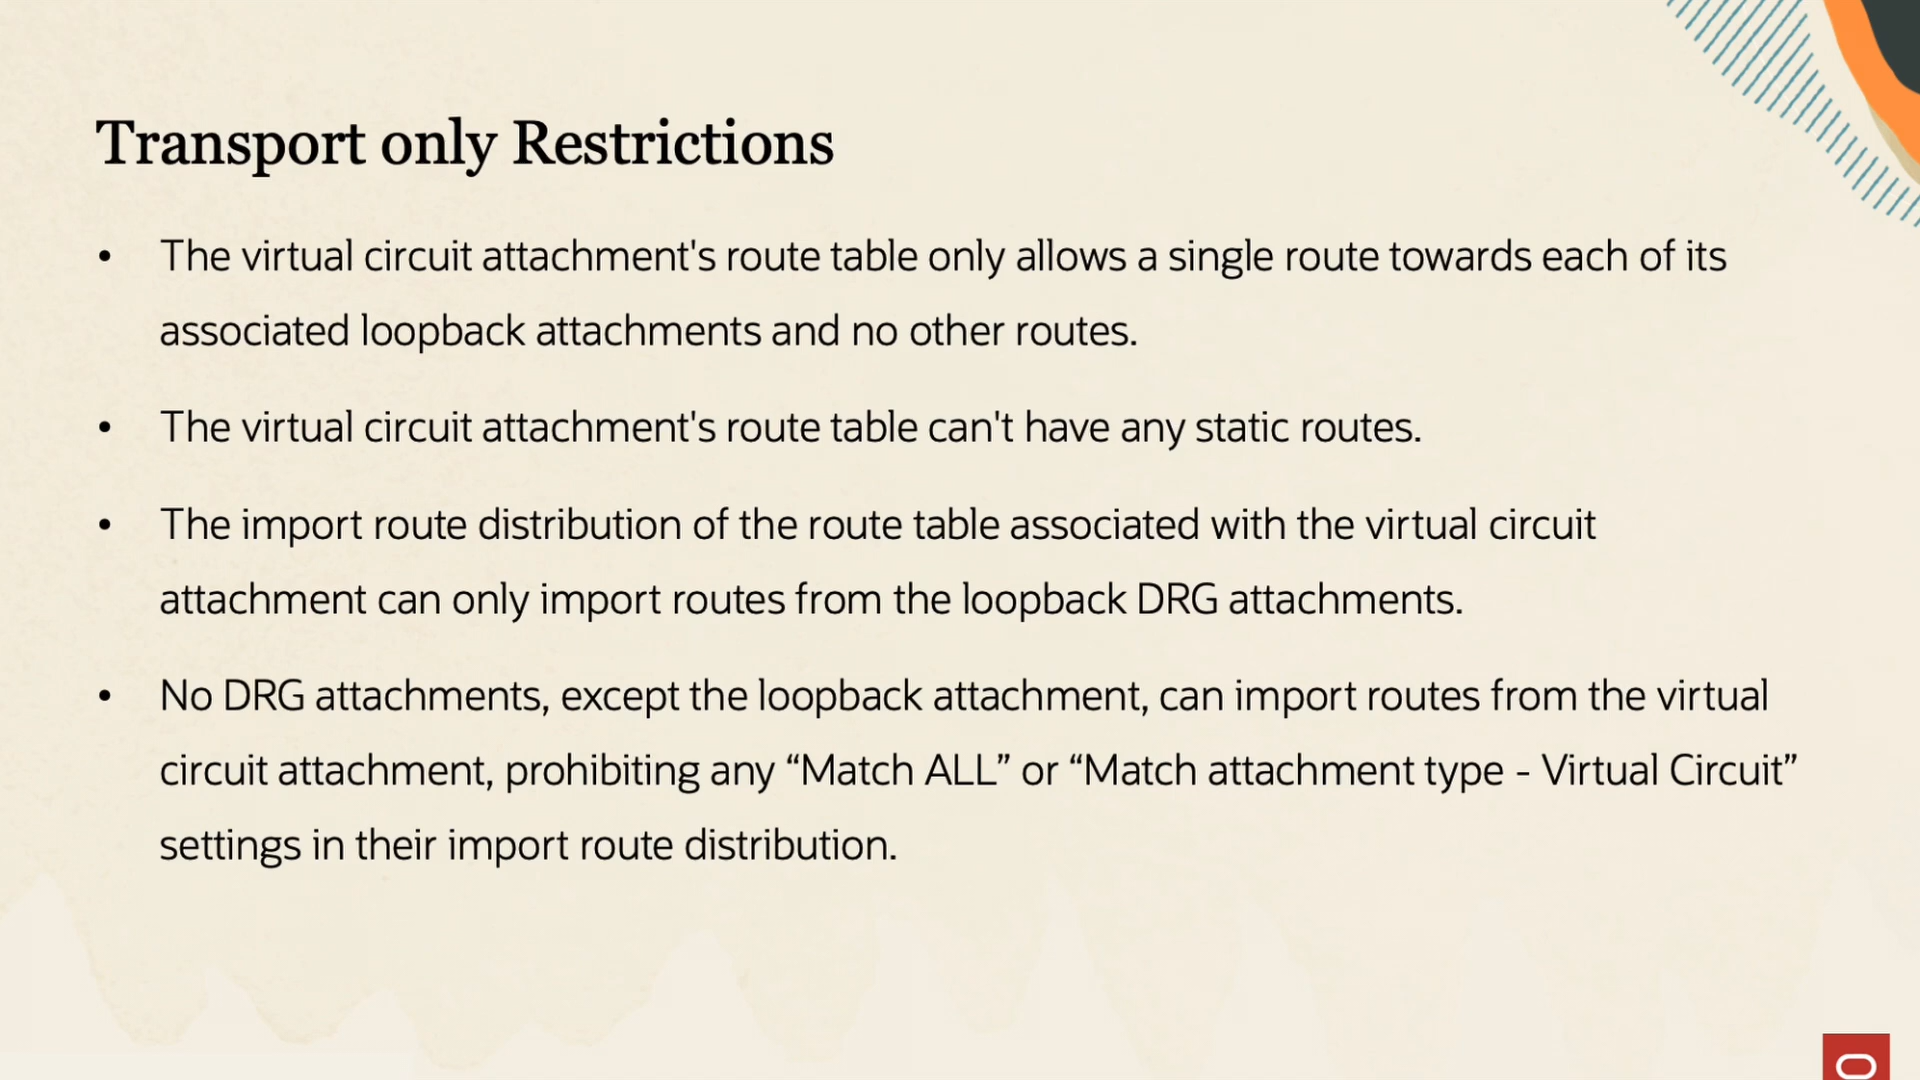 Transport only Restrictions
• The virtual circuit attachment's route table only allows a single route towards each of its
associated loopback attachments and no other routes.
• The virtual circuit attachment's route table can't have any static routes.
• The import route distribution of the route table associated with the virtual circuit
attachment can only import routes from the loopback DRG attachments.
• No DRG attachments, except the loopback attachment, can import routes from the virtual
circuit attachment, prohibiting any “Match ALL” or “Match attachment type - Virtual Circuit”
settings in their import route distribution.